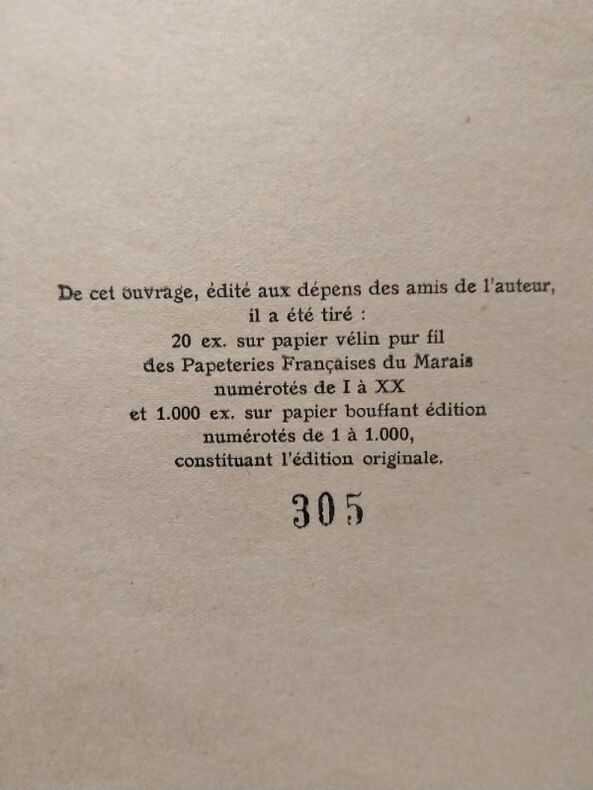 De cet ouvrage, édité aux dépens des amis de l'auteur,
il a été tiré :
20 ex. sur papier vélin pur fil
des Papeteries Françaises du Marais
numérotés de I à XX
et 1.000 ex. sur papier bouffant édition
numérotés de 1 à 1.000,
constituant l'édition originale.
305